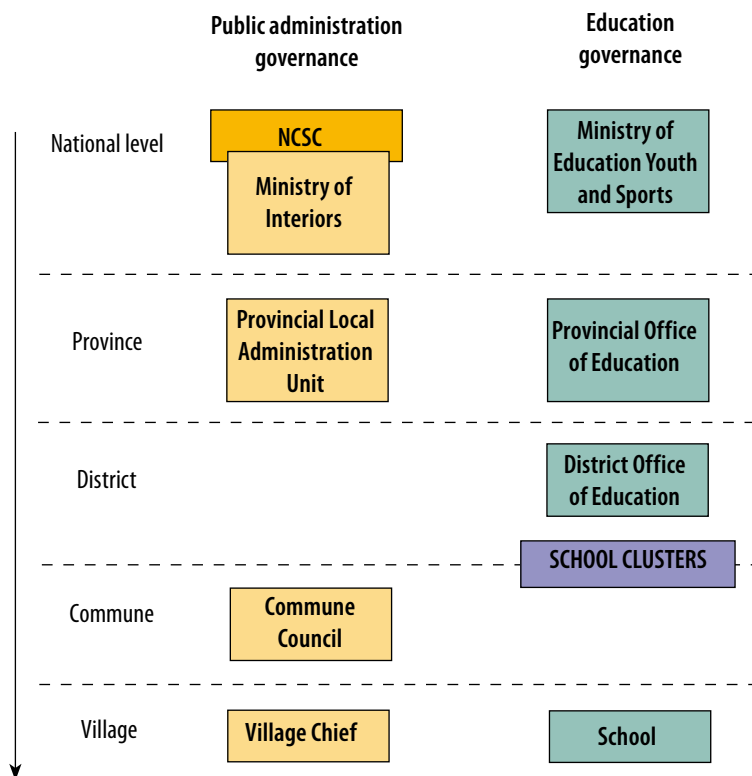 Public administration
governance
Education
governance
National level
NCSC
Ministry of
Interiors
Ministry of
Education Youth
and Sports
Province
Provincial Local
Administration
Unit
Provincial Office
of Education
District
District Office
of Education
SCHOOL CLUSTERS
Commune
Commune
Council
Village
Village Chief
School